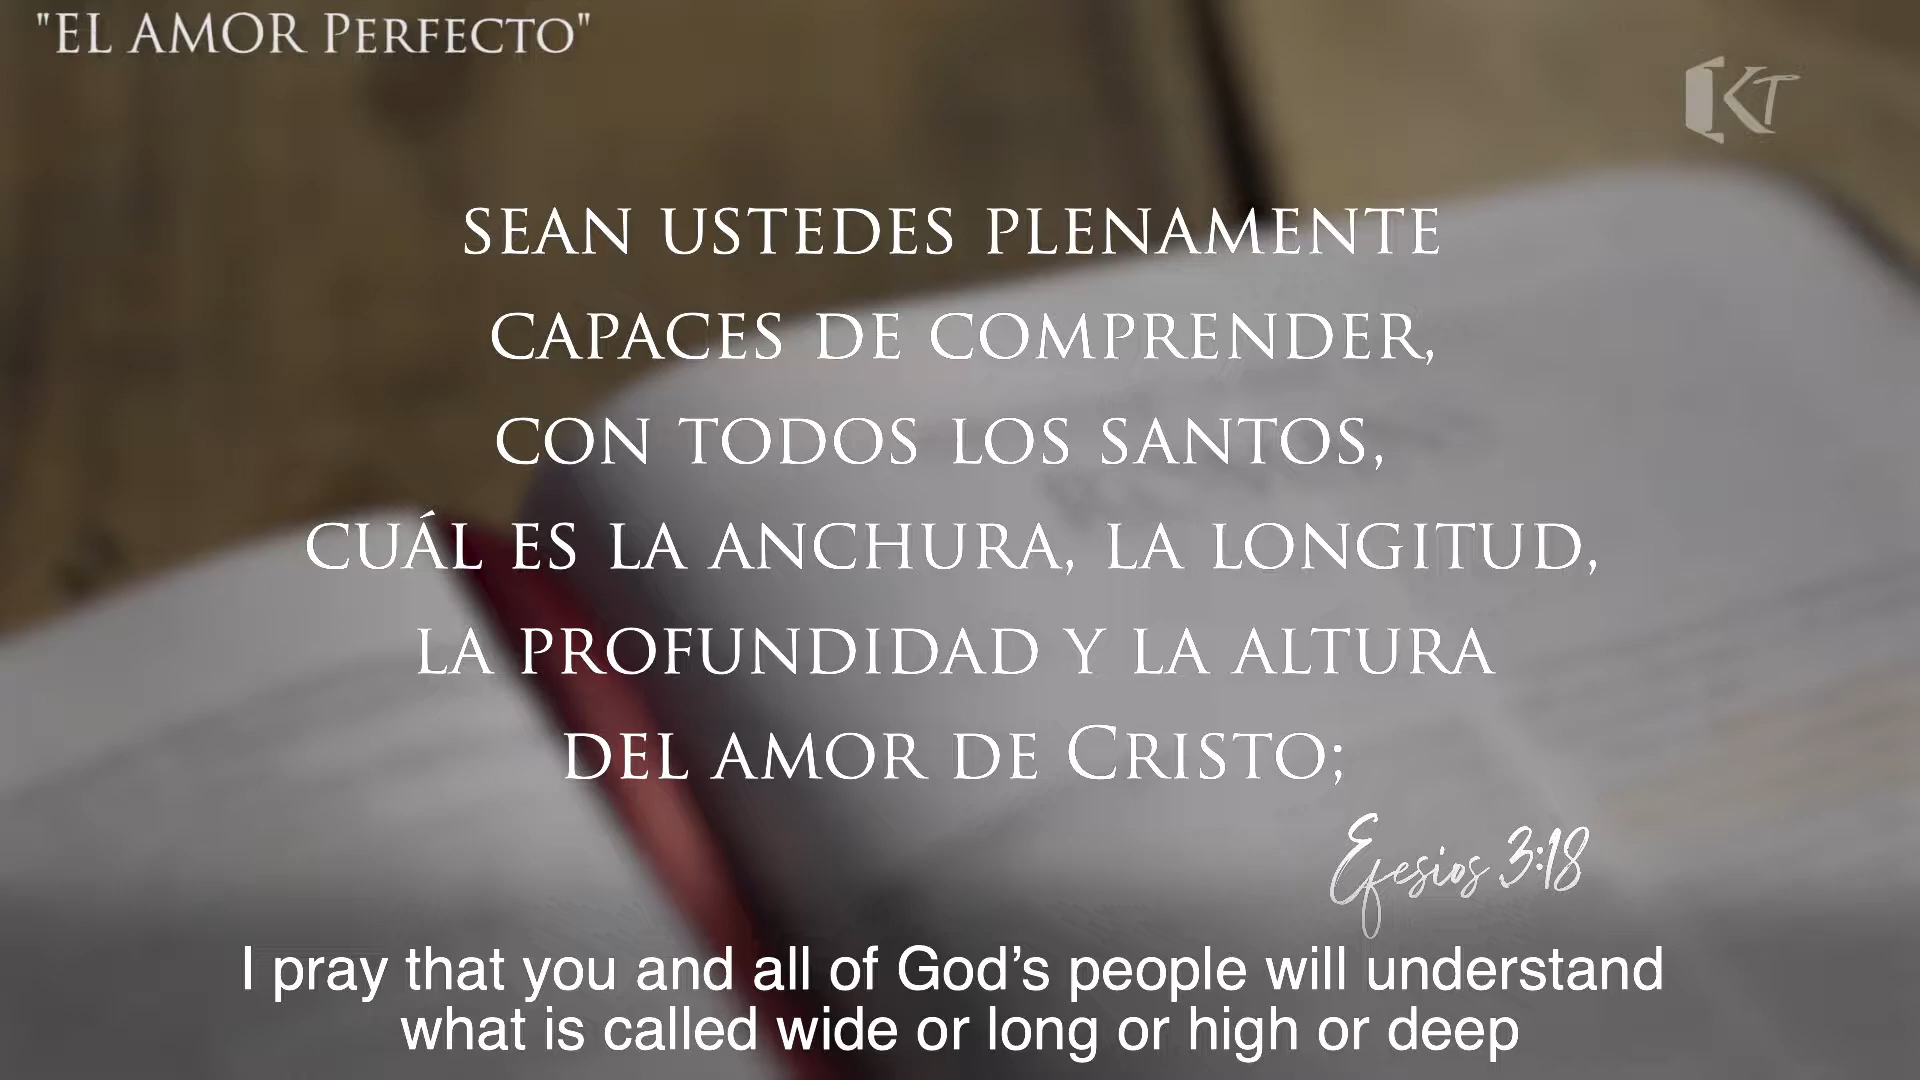 "EL AMOR PERFECTO"
KT
SEAN USTEDES PLENAMENTE
CAPACES DE COMPRENDER,
CON TODOS LOS SANTOS,
CUÁL ES LA ANCHURA, LA LONGITUD,
LA PROFUNDIDAD Y LA ALTURA
DEL AMOR DE CRISTO;
Efesios 3:18
I pray that you and all of God’s people will understand
what is called wide or long or high or deep